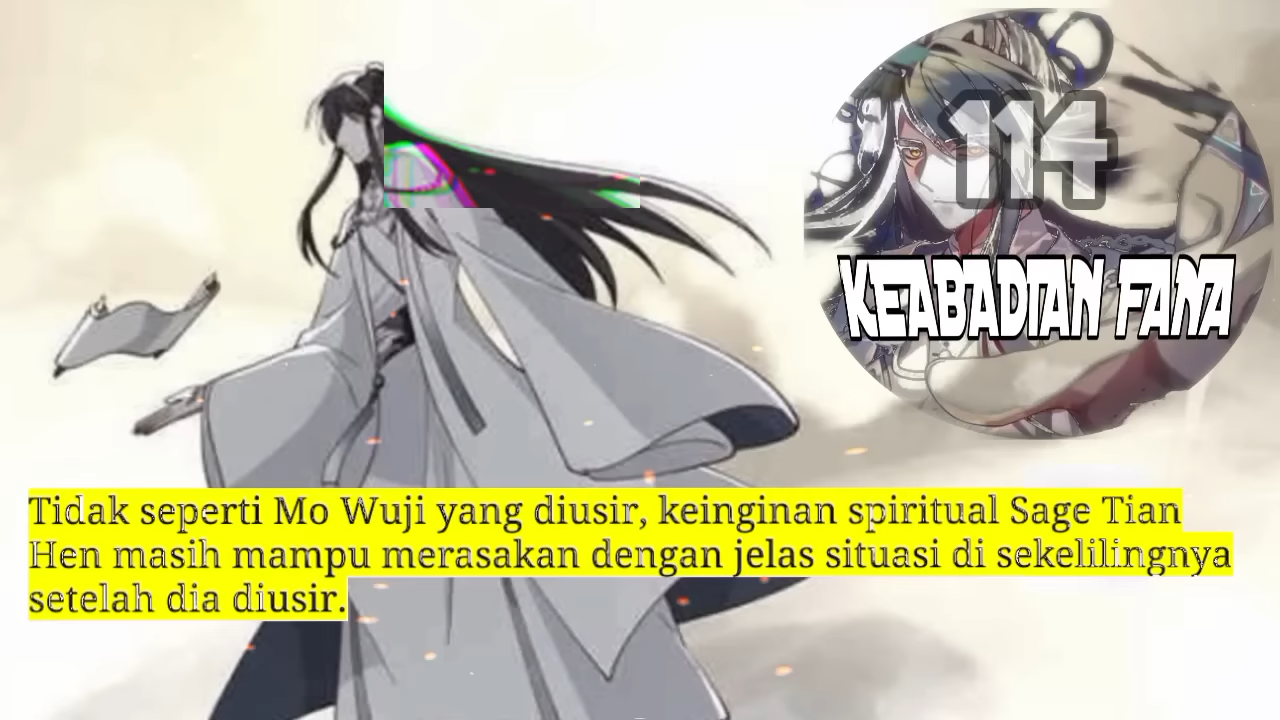 114
KEABADIAN FANA
Tidak seperti Mo Wuji yang diusir, keinginan spiritual Sage Tian
Hen masih mampu merasakan dengan jelas situasi di sekelilingnya
setelah dia diusir.